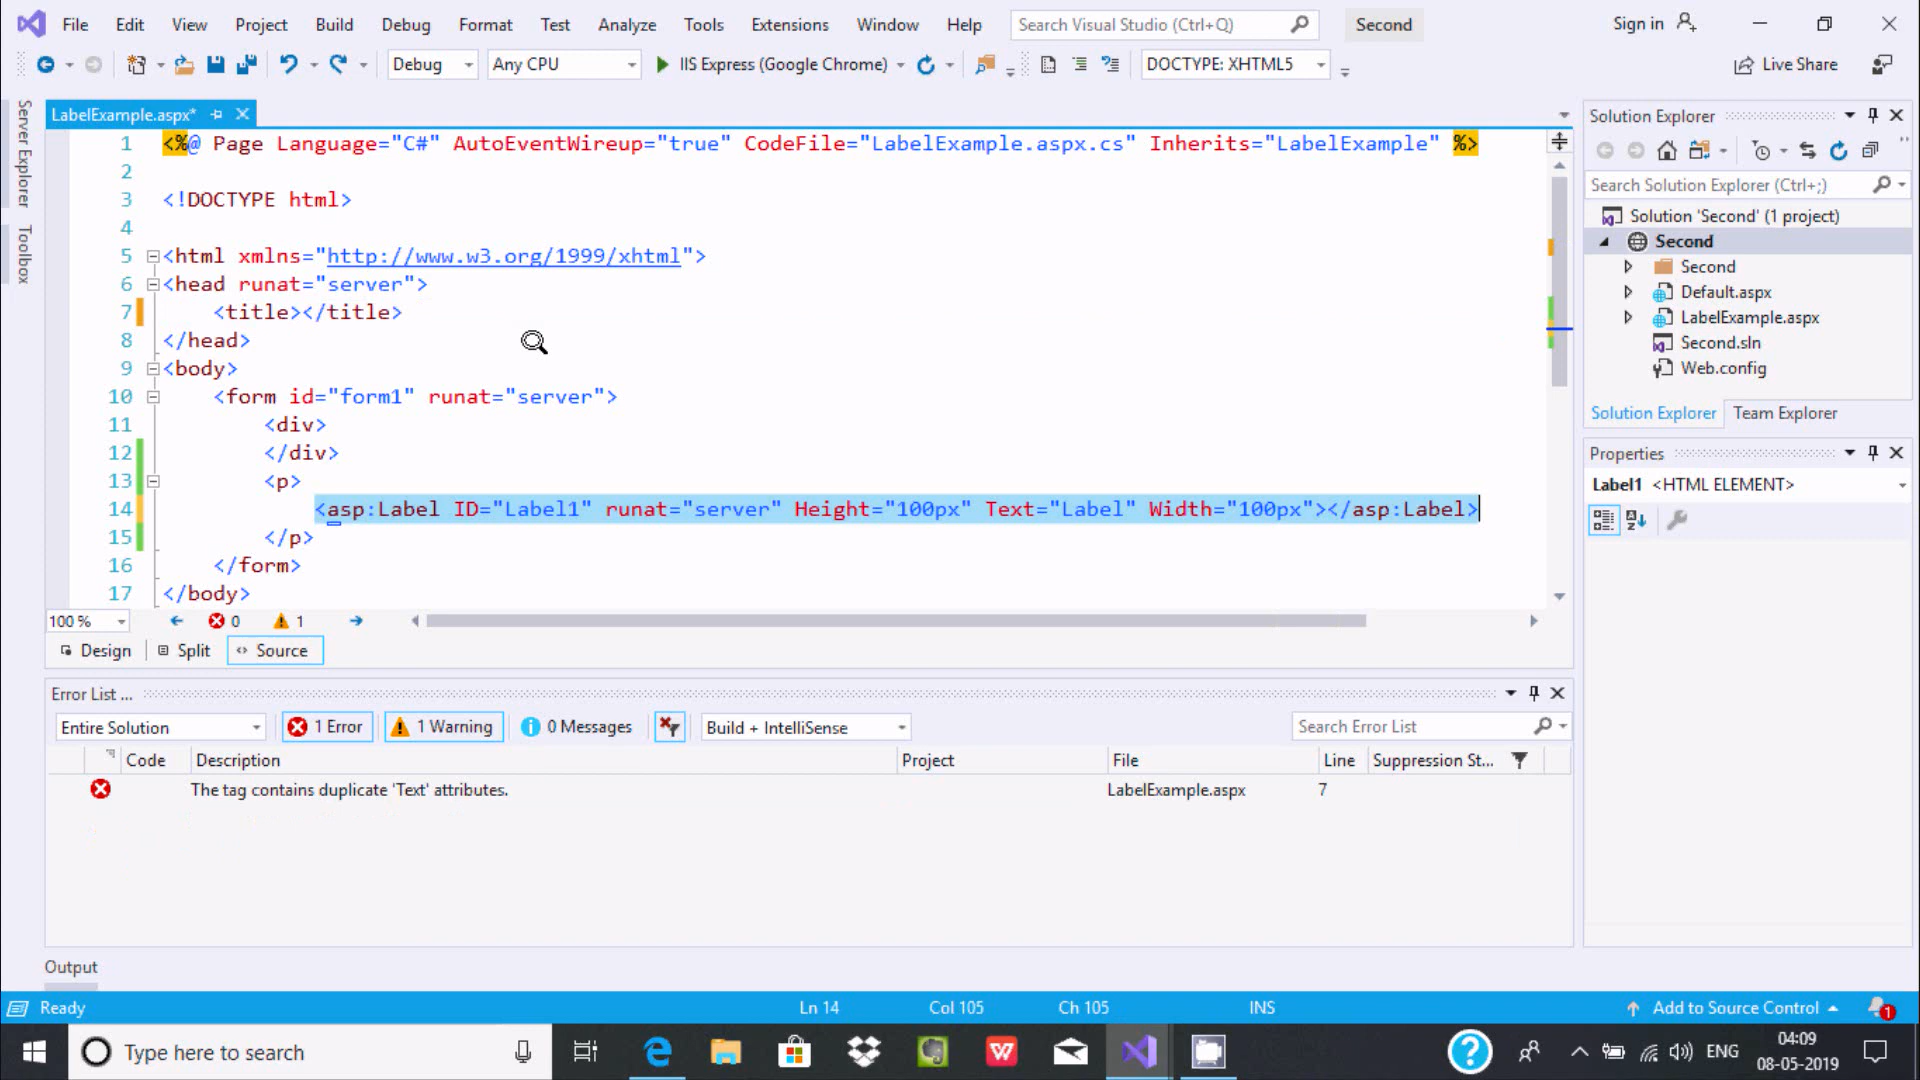 File Edit View Project Build Debug Format Test Analyze Tools Extensions Window Help Search Visual Studio (Ctrl+Q) Second Sign in
Debug Any CPU IIS Express (Google Chrome) DOCTYPE: XHTML5 Live Share
Server Explorer
Toolbox
LabelExample.aspx*
1 <%@ Page Language="C#" AutoEventWireup="true" CodeFile="LabelExample.aspx.cs" Inherits="LabelExample" %>
2
3 <!DOCTYPE html>
4
5 <html xmlns="http://www.w3.org/1999/xhtml">
6 <head runat="server">
7 <title></title>
8 </head>
9 <body>
10 <form id="form1" runat="server">
11 <div>
12 </div>
13 <p>
14 <asp:Label ID="Label1" runat="server" Height="100px" Text="Label" Width="100px"></asp:Label>
15 </p>
16 </form>
17 </body>
100 % 0 1
Design Split Source
Solution Explorer
Search Solution Explorer (Ctrl+;)
Solution 'Second' (1 project)
Second
Second
Default.aspx
LabelExample.aspx
Second.sln
Web.config
Solution Explorer Team Explorer
Properties
Label1 <HTML ELEMENT>
Error List ...
Entire Solution 1 Error 1 Warning 0 Messages Build + IntelliSense Search Error List
Code Description Project File Line Suppression St...
The tag contains duplicate 'Text' attributes. LabelExample.aspx 7
Output
Ready Ln 14 Col 105 Ch 105 INS Add to Source Control 1
Type here to search ENG 04:09
08-05-2019